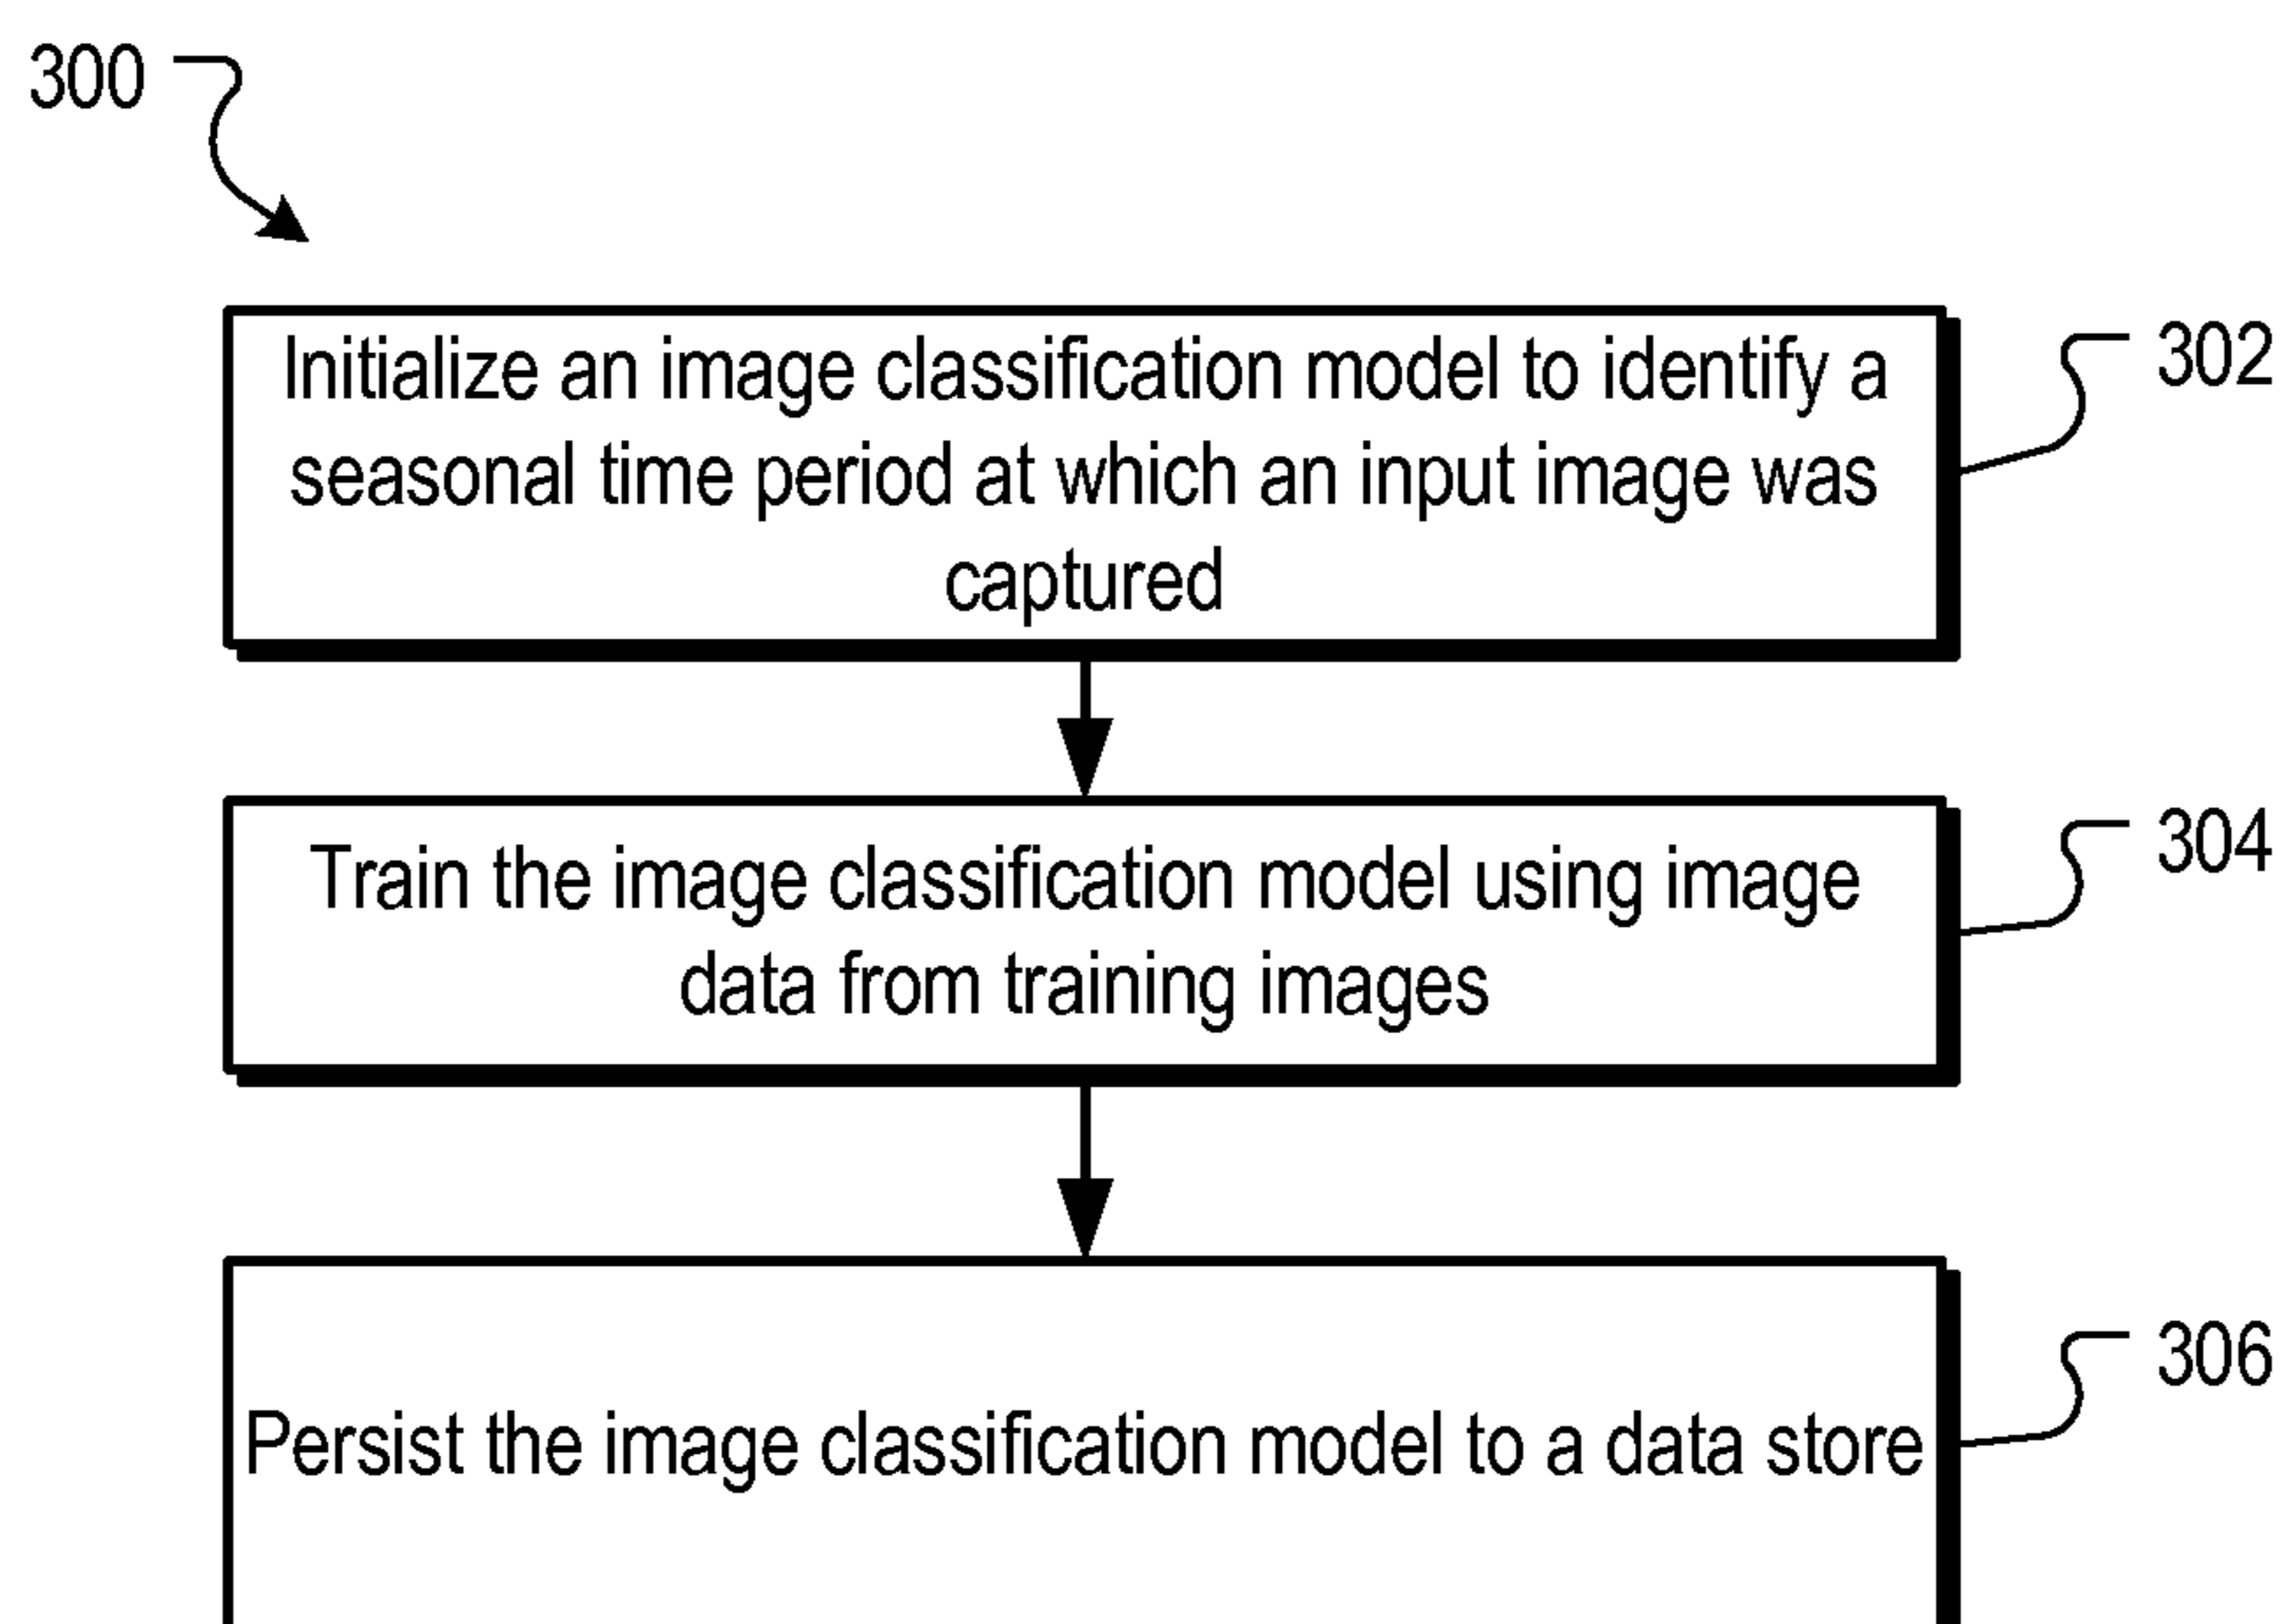 300
Initialize an image classification model to identify a
seasonal time period at which an input image was
captured
302
Train the image classification model using image
data from training images
304
Persist the image classification model to a data store
306